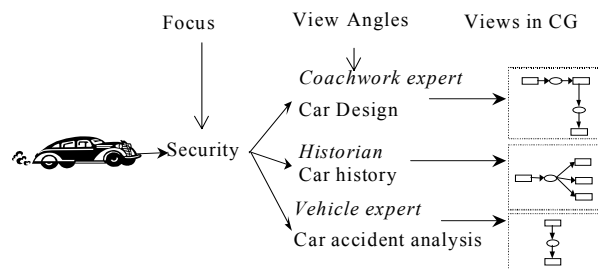 Focus
View Angles
Views in CG
Coachwork expert
Car Design
Security
Historian
Car history
Vehicle expert
Car accident analysis